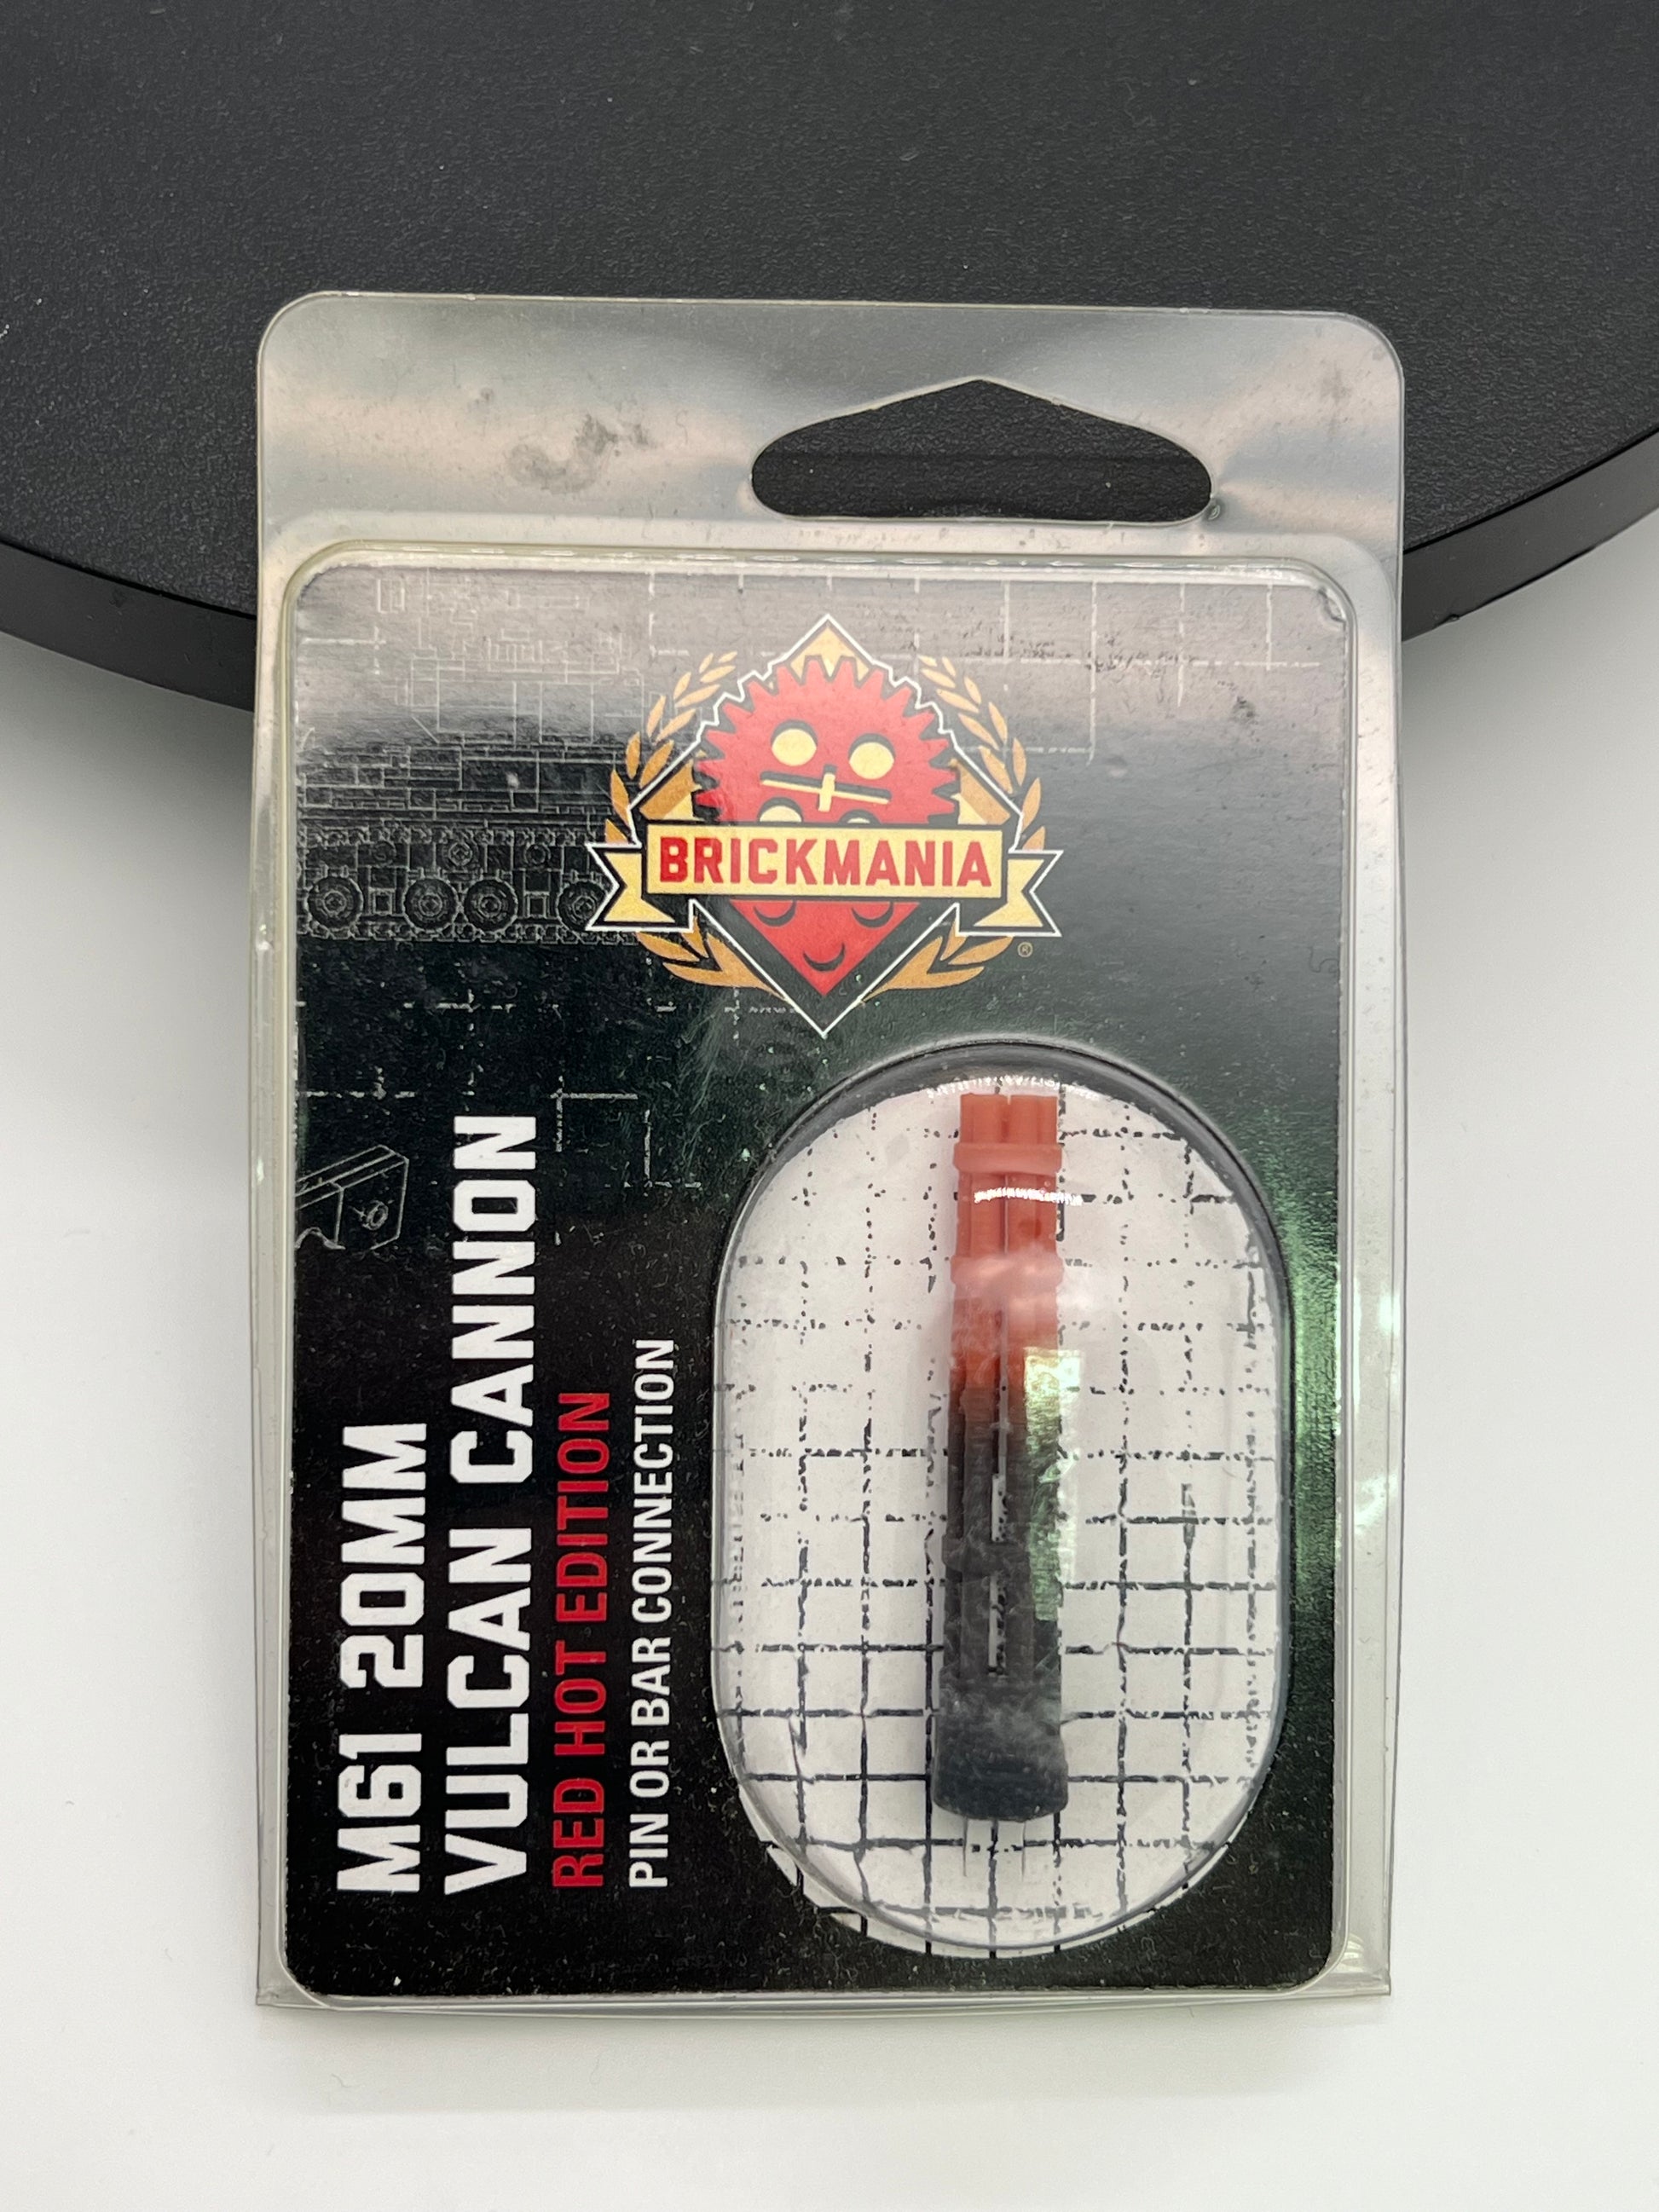 BRICKMANIA
®
M61 20MM
VULCAN CANNON
RED HOT EDITION
PIN OR BAR CONNECTION